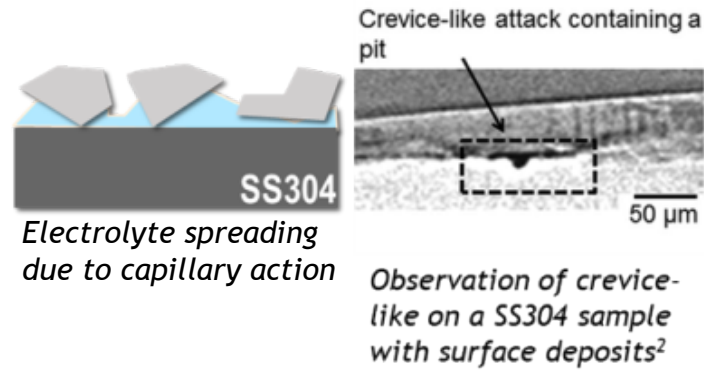 Crevice-like attack containing a
pit
SS304
50 µm
Electrolyte spreading
due to capillary action
Observation of crevice-
like on a SS304 sample
with surface deposits²